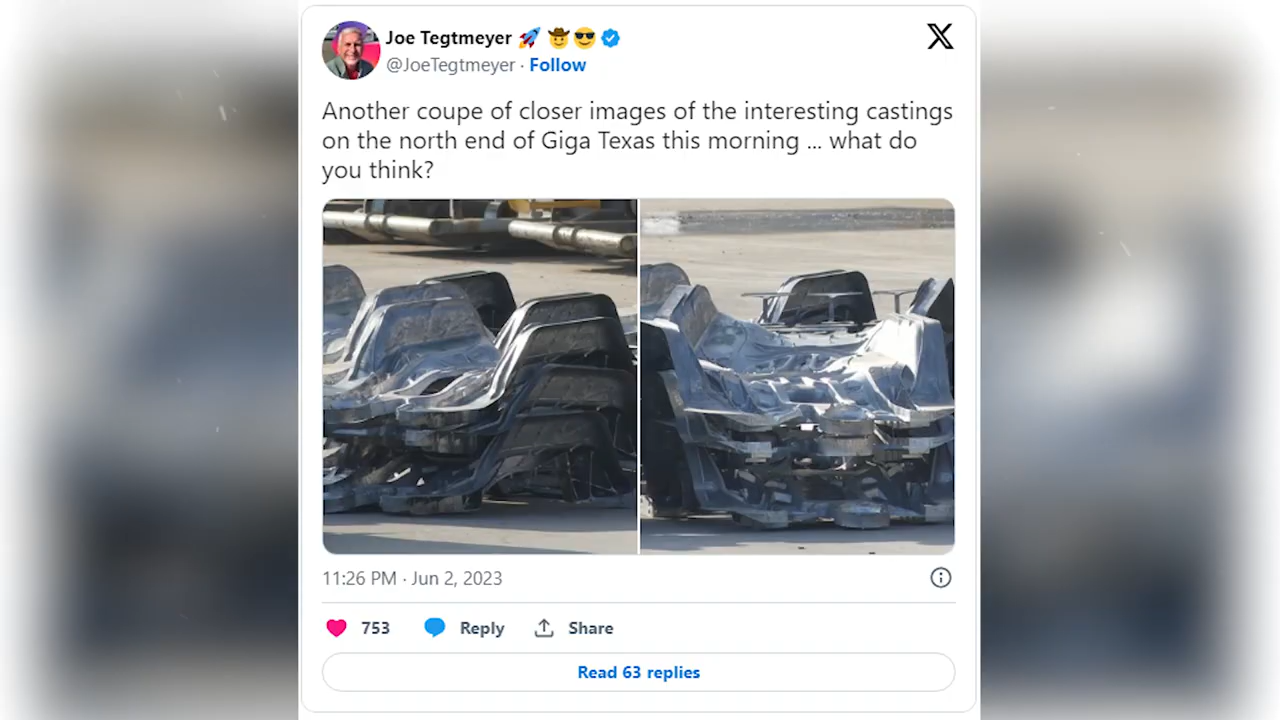 Joe Tegtmeyer 🚀 🤠😎
@JoeTegtmeyer · Follow
Another coupe of closer images of the interesting castings
on the north end of Giga Texas this morning ... what do
you think?
11:26 PM · Jun 2, 2023
753 Reply Share
Read 63 replies